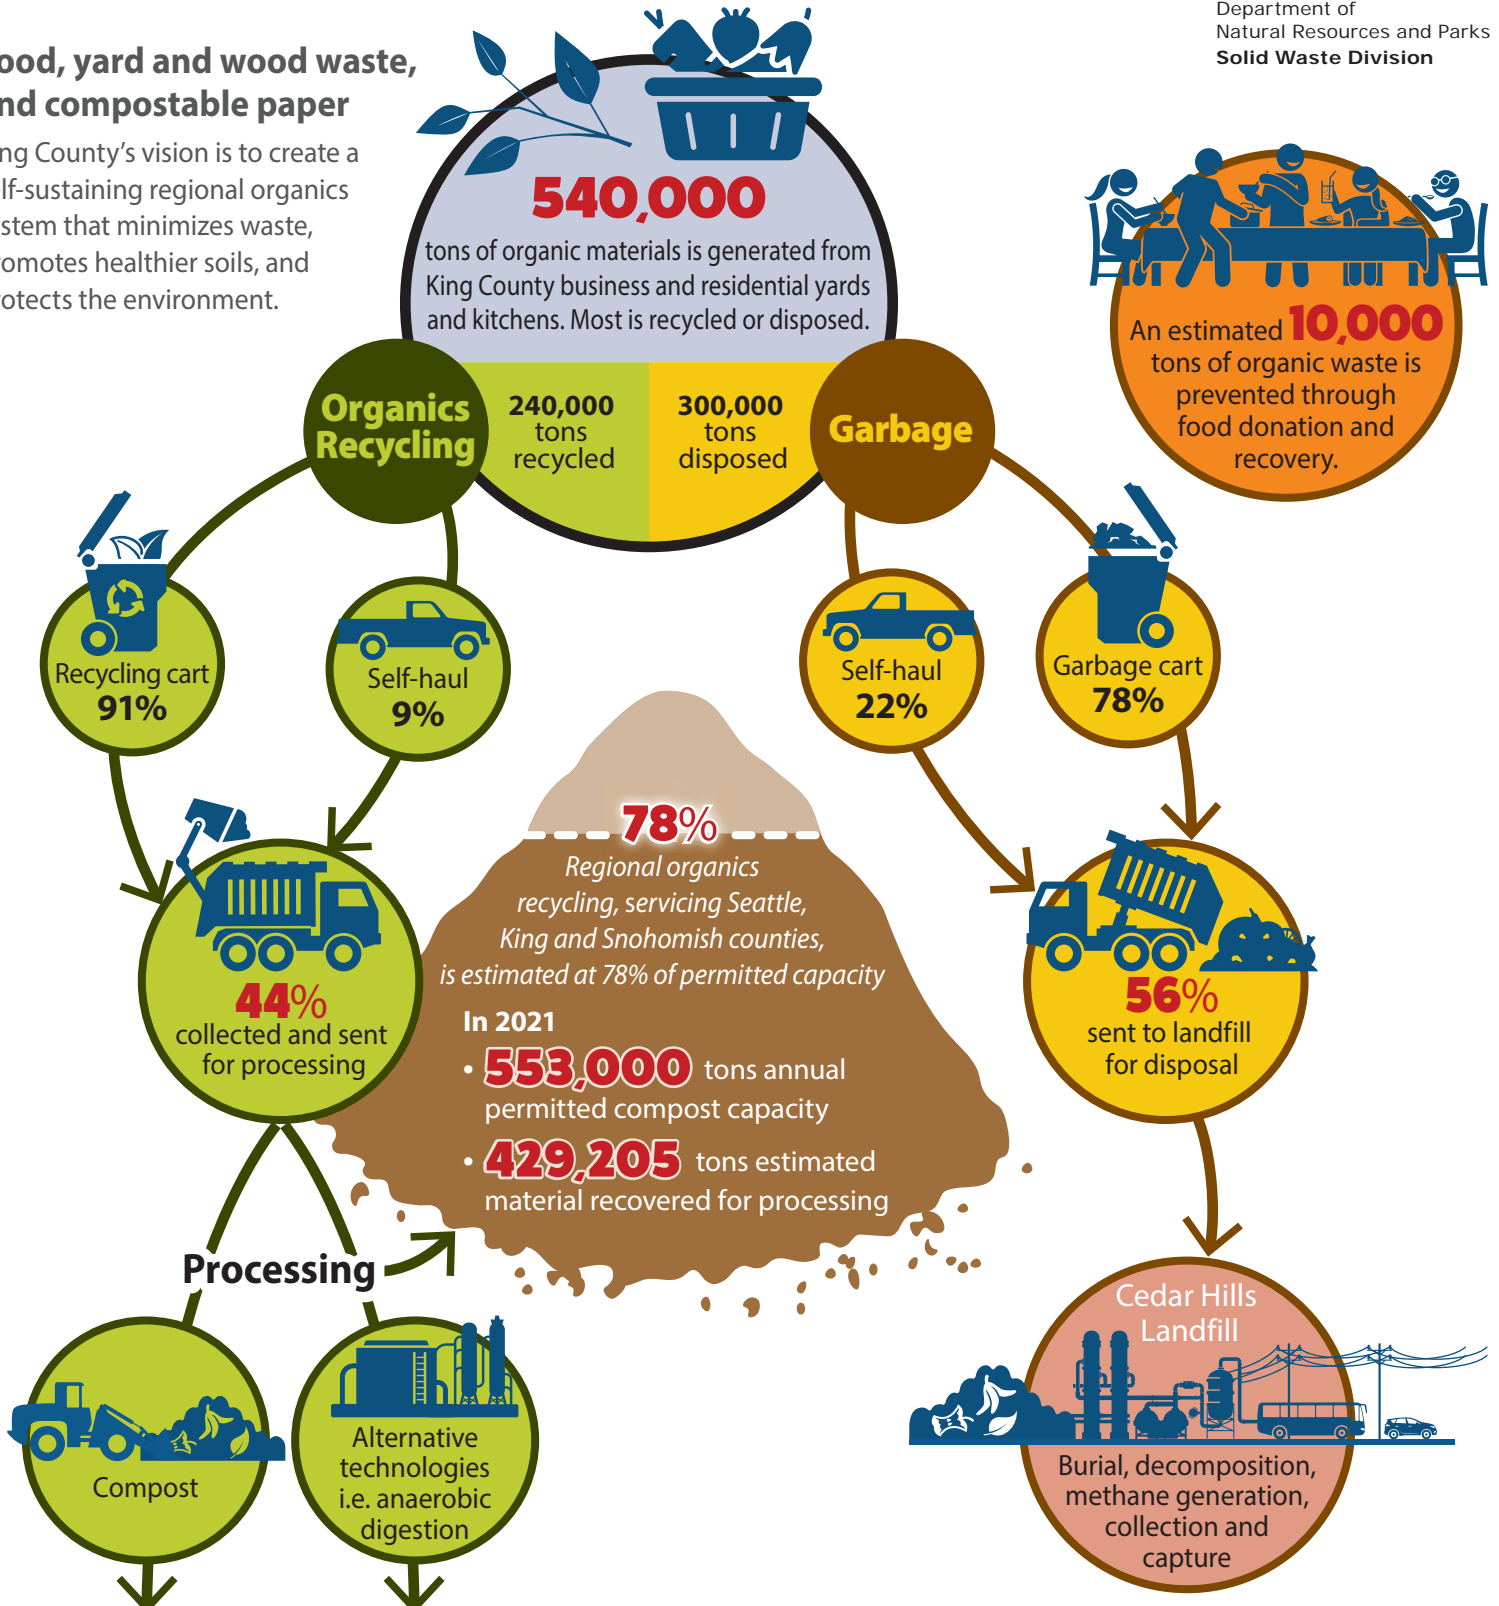 Department of
Natural Resources and Parks
Solid Waste Division
ood, yard and wood waste,
nd compostable paper
ng County's vision is to create a
lf-sustaining regional organics
stem that minimizes waste,
romotes healthier soils, and
rotects the environment.
540,000
tons of organic materials is generated from
King County business and residential yards
and kitchens. Most is recycled or disposed.
An estimated 10,000
tons of organic waste is
prevented through
food donation and
recovery.
Organics
Recycling
240,000
tons
recycled
300,000
tons
disposed
Garbage
Recycling cart
91%
Self-haul
9%
Self-haul
22%
Garbage cart
78%
78%
Regional organics
recycling, servicing Seattle,
King and Snohomish counties,
is estimated at 78% of permitted capacity
In 2021
• 553,000 tons annual
permitted compost capacity
• 429,205 tons estimated
material recovered for processing
44%
collected and sent
for processing
56%
sent to landfill
for disposal
Processing
Compost
Alternative
technologies
i.e. anaerobic
digestion
Cedar Hills
Landfill
Burial, decomposition,
methane generation,
collection and
capture